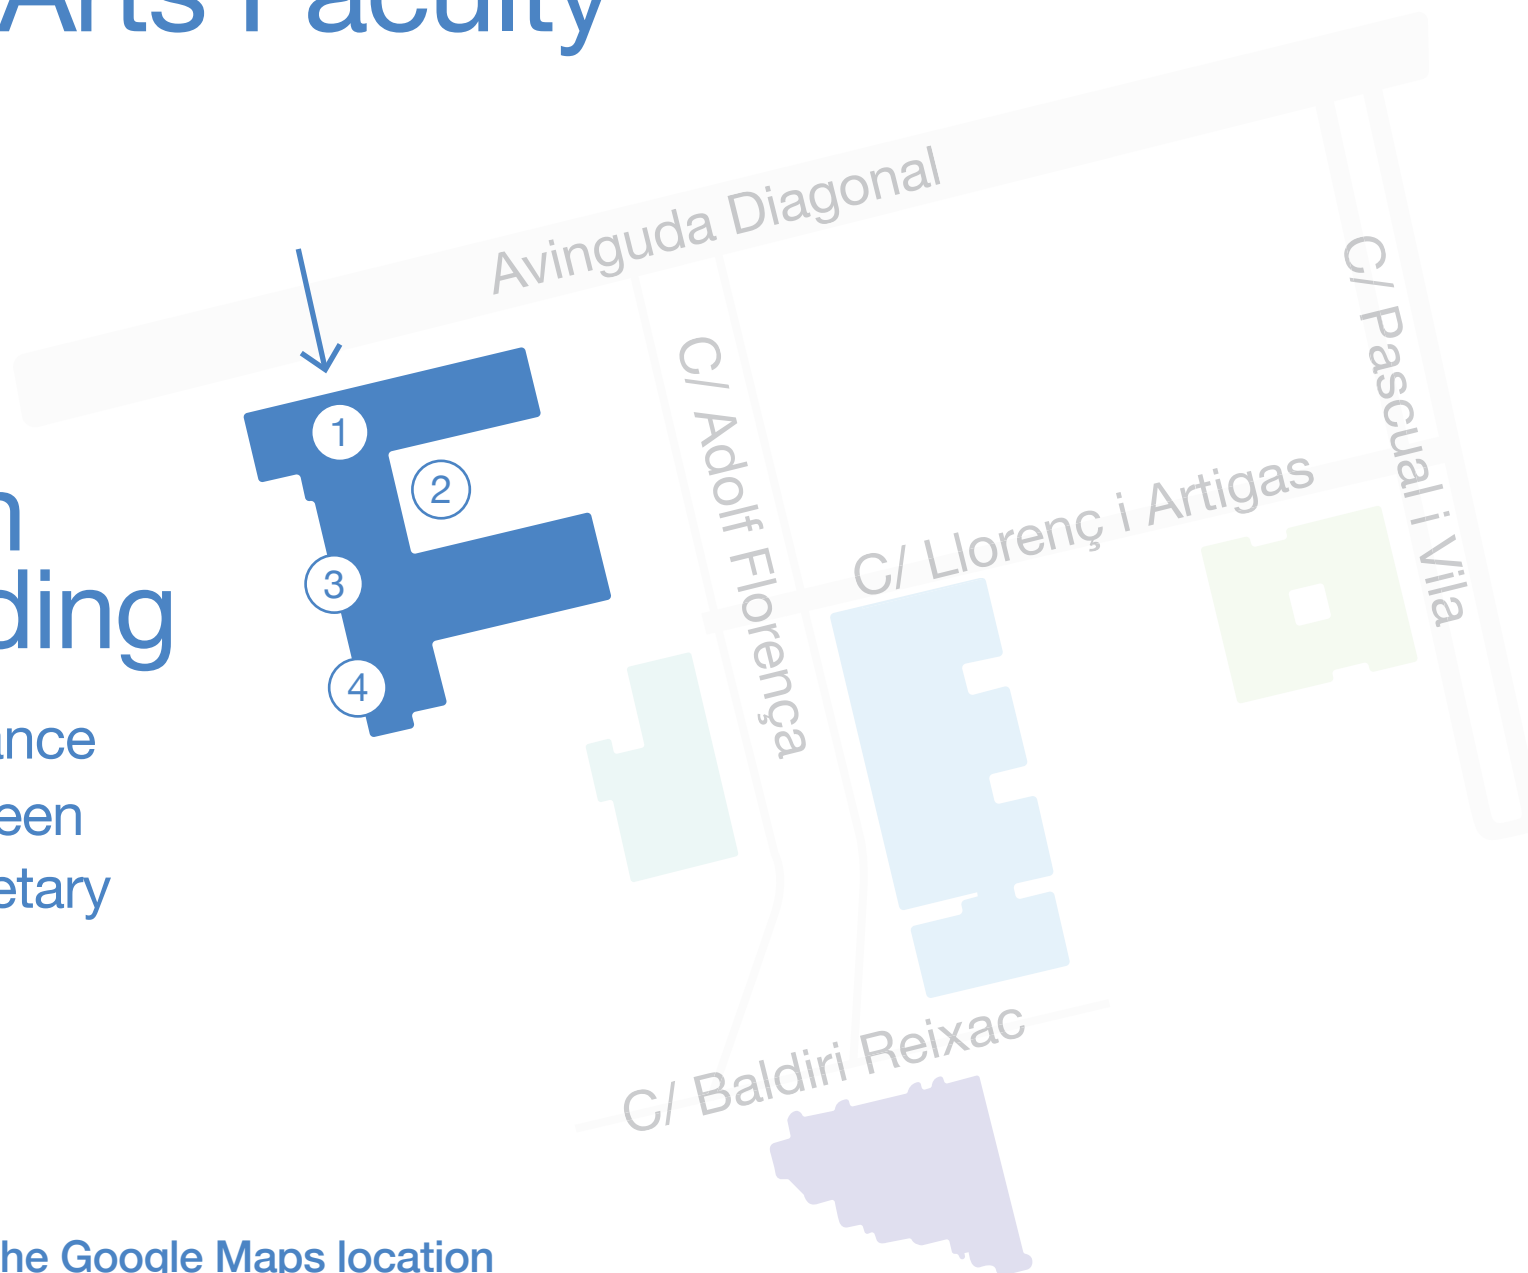 Arts Faculty
Avinguda Diagonal
C/ Pascual i Vila
C/ Adolf Florença
1
2
C/ Llorenç i Artigas
n
ding
3
4
ance
een
etary
C/ Baldiri Reixac
he Google Maps location